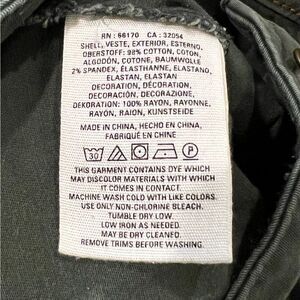 RN : 66170 CA : 32054
SHELL, VESTE, EXTERIOR, ESTERNO,
OBERSTOFF: 98% COTTON, COTON,
ALGODÓN, COTONE, BAUMWOLLE
2% SPANDEX, ÉLASTHANNE, ELASTANO,
ELASTAN, ELASTAN
DECORATION, DÉCORATION,
DECORACIÓN, DECORAZIONE,
DEKORATION: 100% RAYON, RAYONNE,
RAYÓN, RAION, KUNSTSEIDE
MADE IN CHINA, HECHO EN CHINA,
FABRIQUÉ EN CHINE
30 P
THIS GARMENT CONTAINS DYE WHICH
MAY DISCOLOR MATERIALS WITH WHICH
IT COMES IN CONTACT.
MACHINE WASH COLD WITH LIKE COLORS.
USE ONLY NON-CHLORINE BLEACH.
TUMBLE DRY LOW.
LOW IRON AS NEEDED.
MAY BE DRY CLEANED.
REMOVE TRIMS BEFORE WASHING.